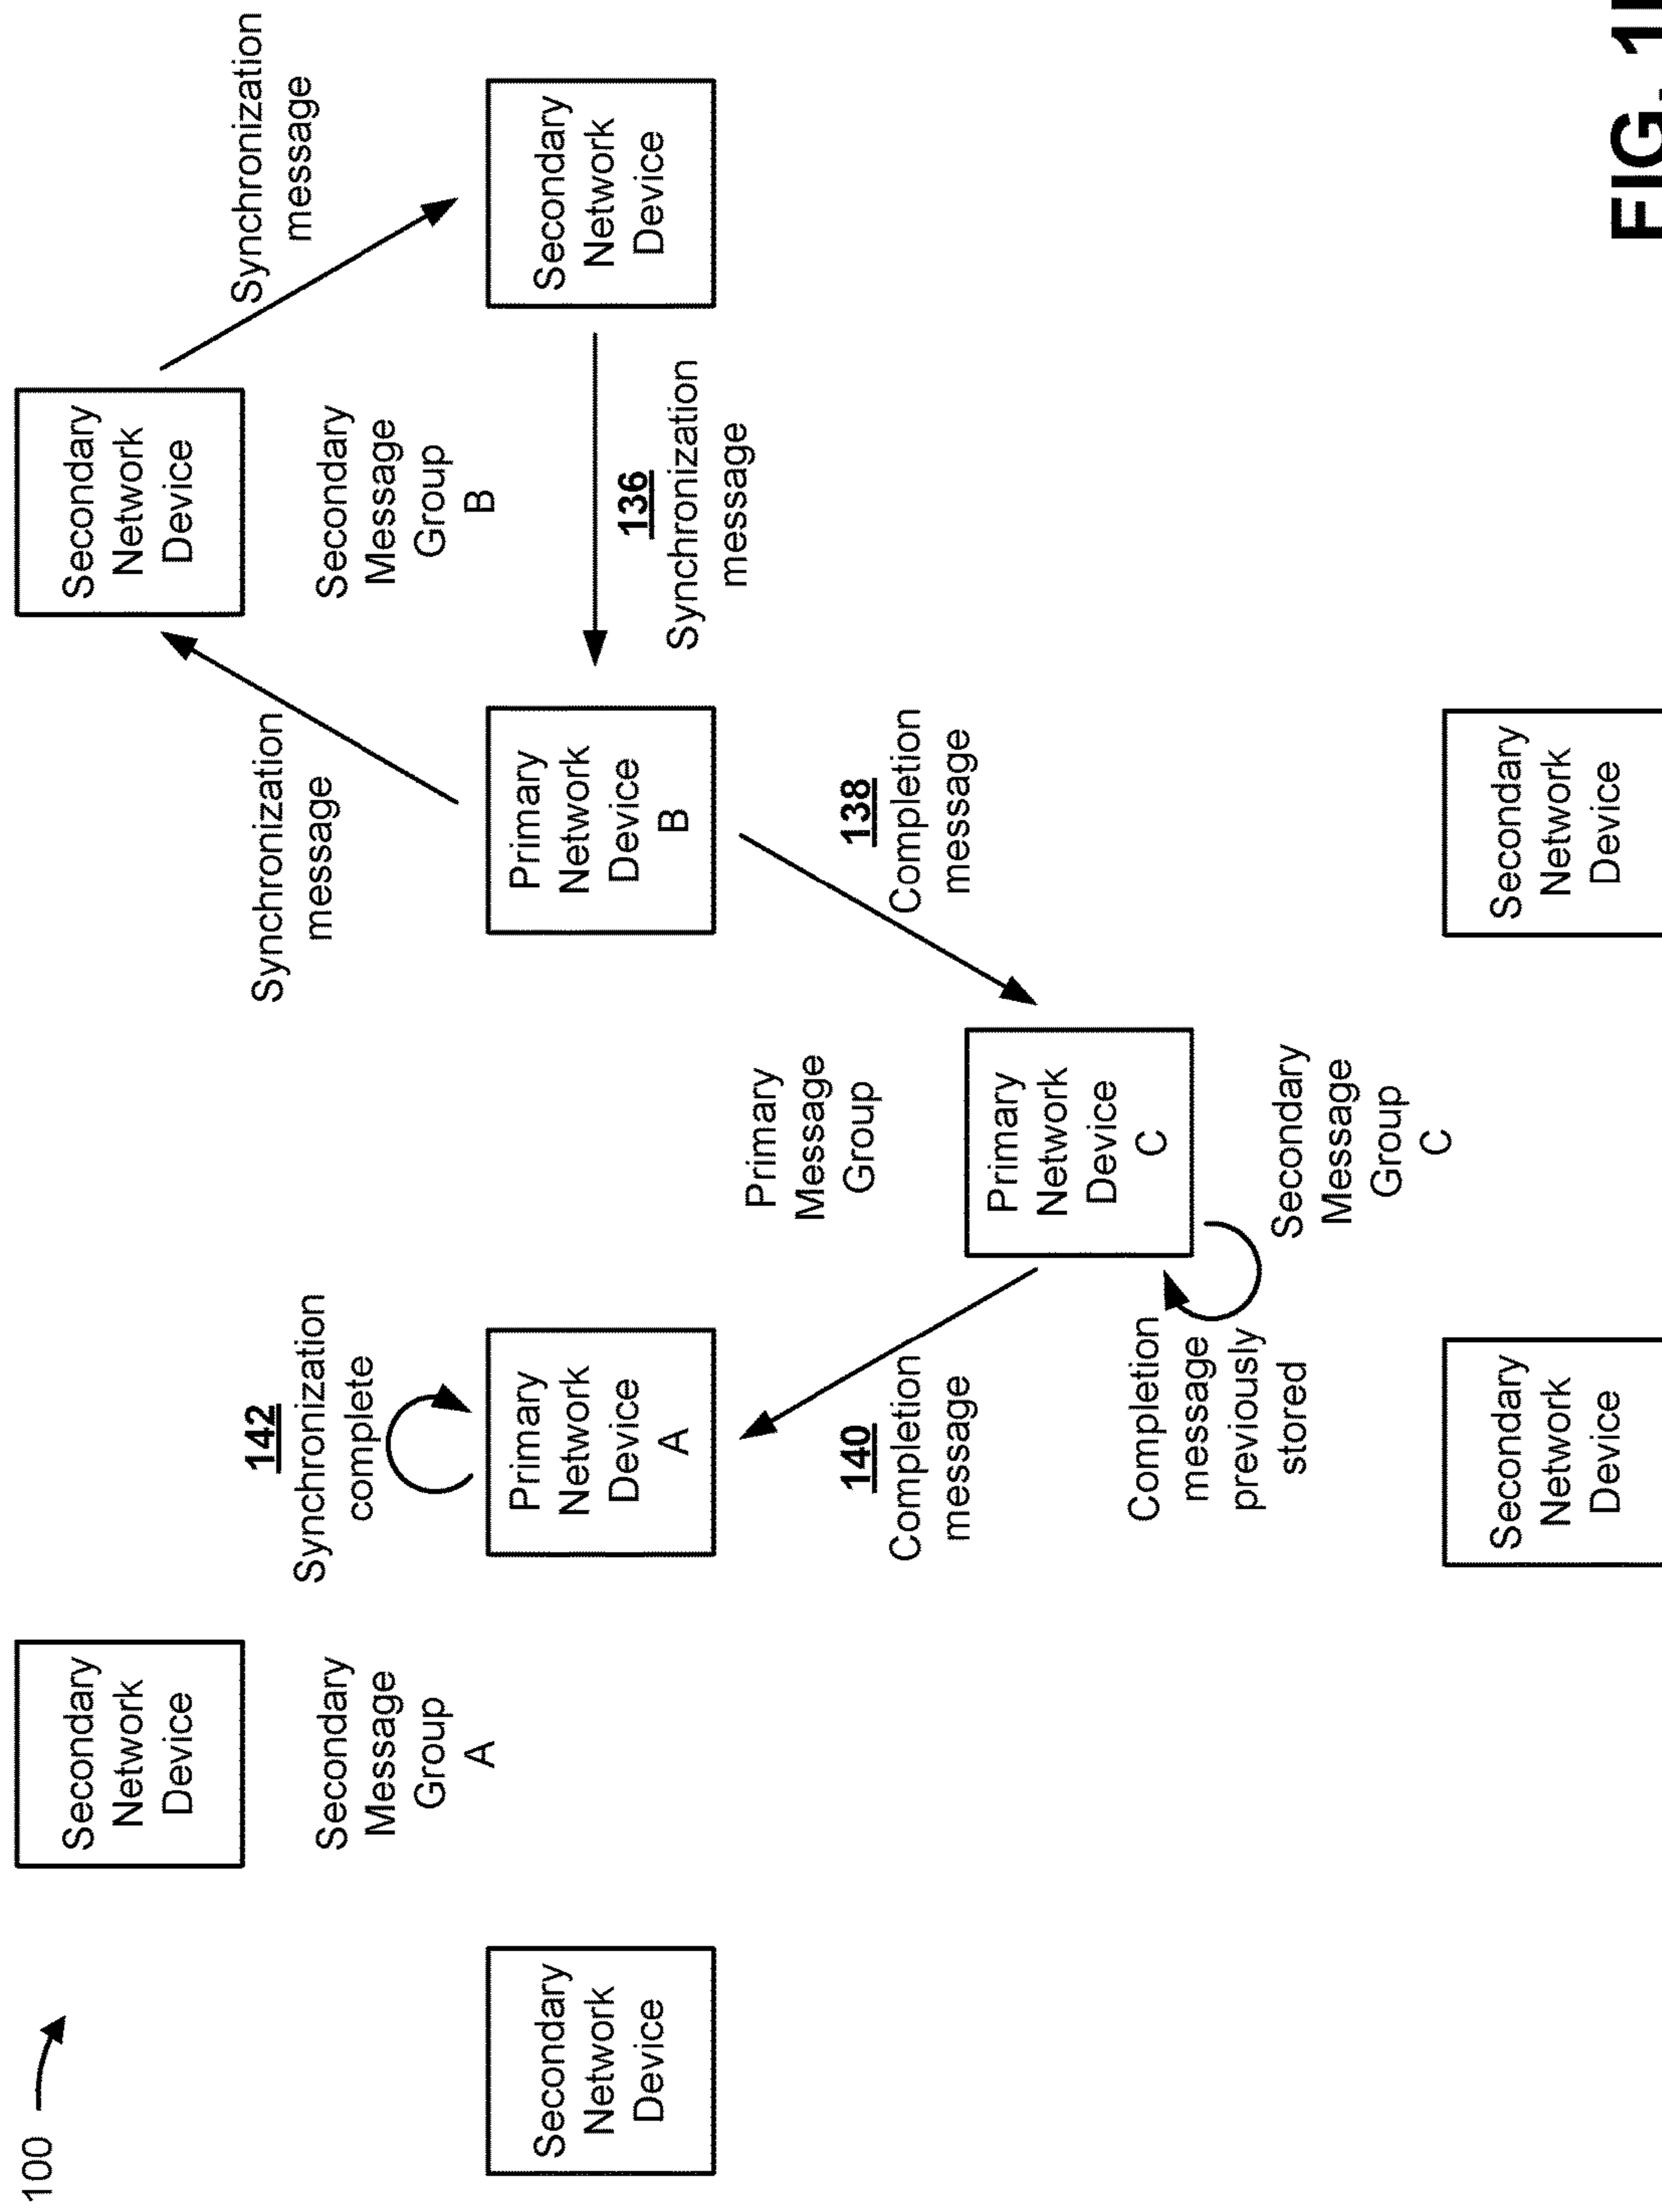 100
Secondary
Network
Device
Secondary
Network
Device
Synchronization
message
Synchronization
message
142
Synchronization
complete
Secondary
Message
Group
A
Secondary
Message
Group
B
Secondary
Network
Device
Primary
Network
Device
A
Primary
Network
Device
B
Secondary
Network
Device
136
Synchronization
message
Primary
Message
Group
140
Completion
message
138
Completion
message
Primary
Network
Device
C
Completion
message
previously
stored
Secondary
Message
Group
C
Secondary
Network
Device
Secondary
Network
Device
FIG.